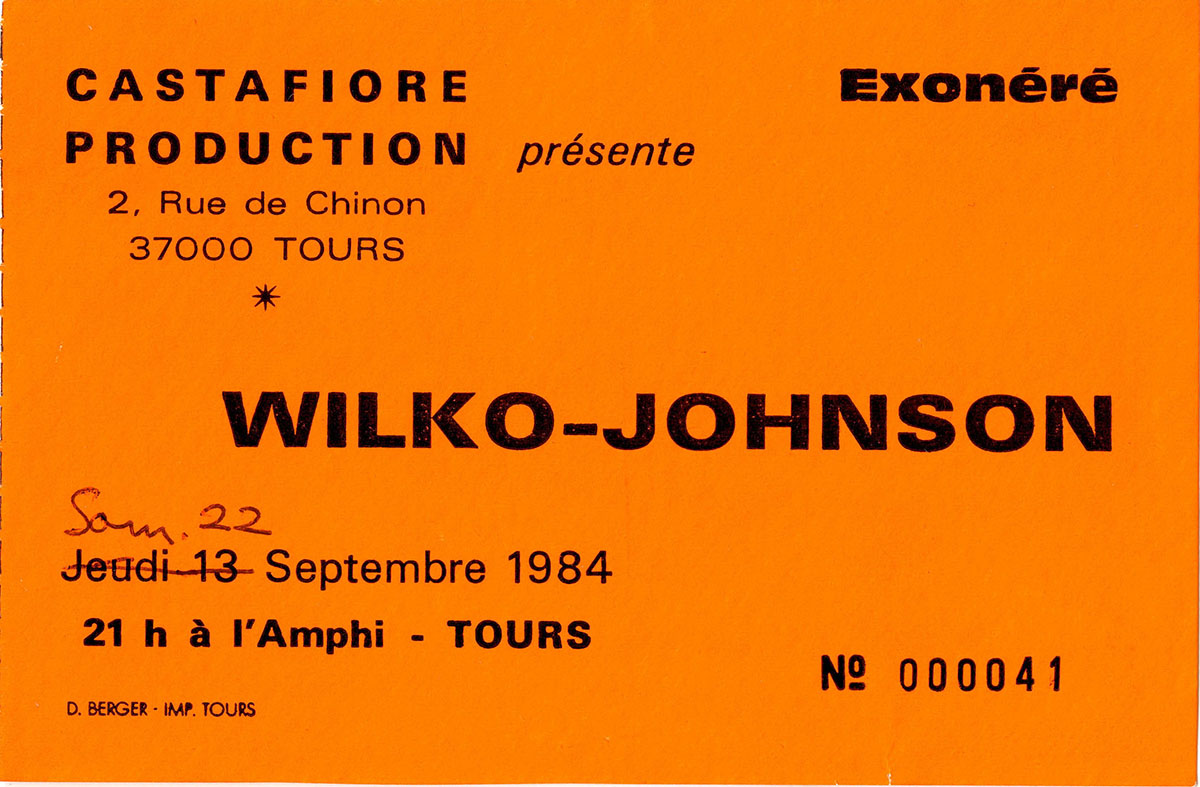 CASTAFIORE
PRODUCTION présente
Exonéré
2, Rue de Chinon
37000 TOURS
WILKO-JOHNSON
Sam. 22
Jeudi 13 Septembre 1984
21 h à l'Amphi - TOURS
Nº 000041
D. BERGER - IMP. TOURS